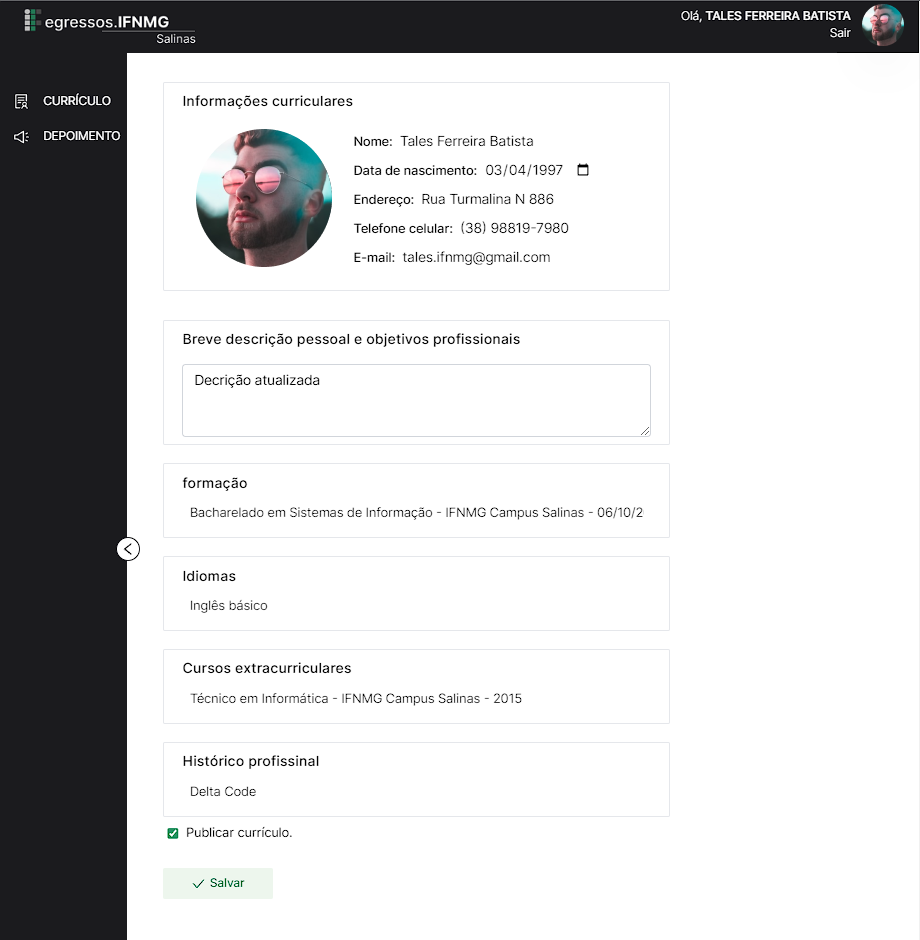 egressos.IFNMG
Salinas
Olá, TALES FERREIRA BATISTA
Sair
CURRÍCULO
DEPOIMENTO
Informações curriculares
Nome: Tales Ferreira Batista
Data de nascimento: 03/04/1997
Endereço: Rua Turmalina N 886
Telefone celular: (38) 98819-7980
E-mail: tales.ifnmg@gmail.com
Breve descrição pessoal e objetivos profissionais
Decrição atualizada
formação
Bacharelado em Sistemas de Informação - IFNMG Campus Salinas - 06/10/2
Idiomas
Inglês básico
Cursos extracurriculares
Técnico em Informática - IFNMG Campus Salinas - 2015
Histórico profissinal
Delta Code
Publicar currículo.
Salvar